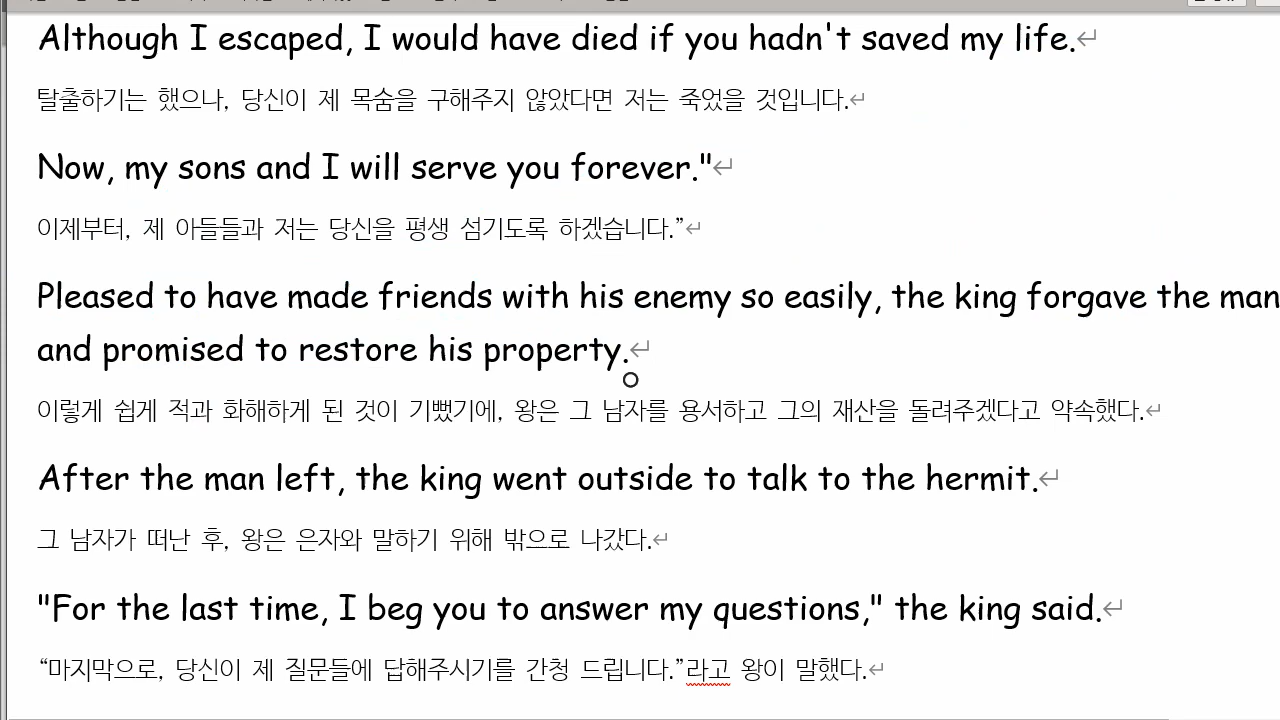 Although I escaped, I would have died if you hadn't saved my life.
탈출하기는 했으나, 당신이 제 목숨을 구해주지 않았다면 저는 죽었을 것입니다.
Now, my sons and I will serve you forever."
이제부터, 제 아들들과 저는 당신을 평생 섬기도록 하겠습니다.”
Pleased to have made friends with his enemy so easily, the king forgave the man
and promised to restore his property.
이렇게 쉽게 적과 화해하게 된 것이 기뻤기에, 왕은 그 남자를 용서하고 그의 재산을 돌려주겠다고 약속했다.
After the man left, the king went outside to talk to the hermit.
그 남자가 떠난 후, 왕은 은자와 말하기 위해 밖으로 나갔다.
"For the last time, I beg you to answer my questions," the king said.
“마지막으로, 당신이 제 질문들에 답해주시기를 간청 드립니다.”라고 왕이 말했다.